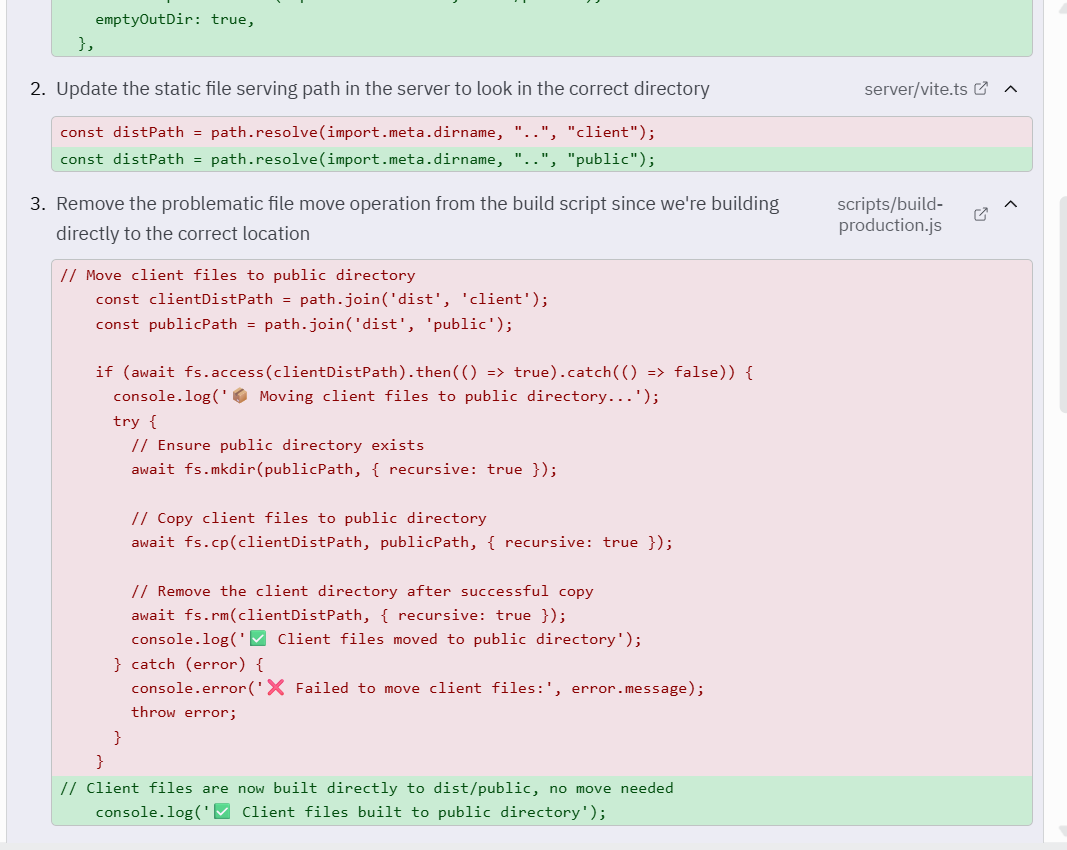 emptyOutDir: true,
},
2. Update the static file serving path in the server to look in the correct directory
server/vite.ts
const distPath = path.resolve(import.meta.dirname, "..", "client");
const distPath = path.resolve(import.meta.dirname, "..", "public");
3. Remove the problematic file move operation from the build script since we're building
directly to the correct location
scripts/build-
production.js
// Move client files to public directory
const clientDistPath = path.join('dist', 'client');
const publicPath = path.join('dist', 'public');
if (await fs.access(clientDistPath).then(() => true).catch(() => false)) {
console.log('📦 Moving client files to public directory...');
try {
// Ensure public directory exists
await fs.mkdir(publicPath, { recursive: true });
// Copy client files to public directory
await fs.cp(clientDistPath, publicPath, { recursive: true });
// Remove the client directory after successful copy
await fs.rm(clientDistPath, { recursive: true });
console.log('✅ Client files moved to public directory');
} catch (error) {
console.error('❌ Failed to move client files:', error.message);
throw error;
}
}
// Client files are now built directly to dist/public, no move needed
console.log('✅ Client files built to public directory');